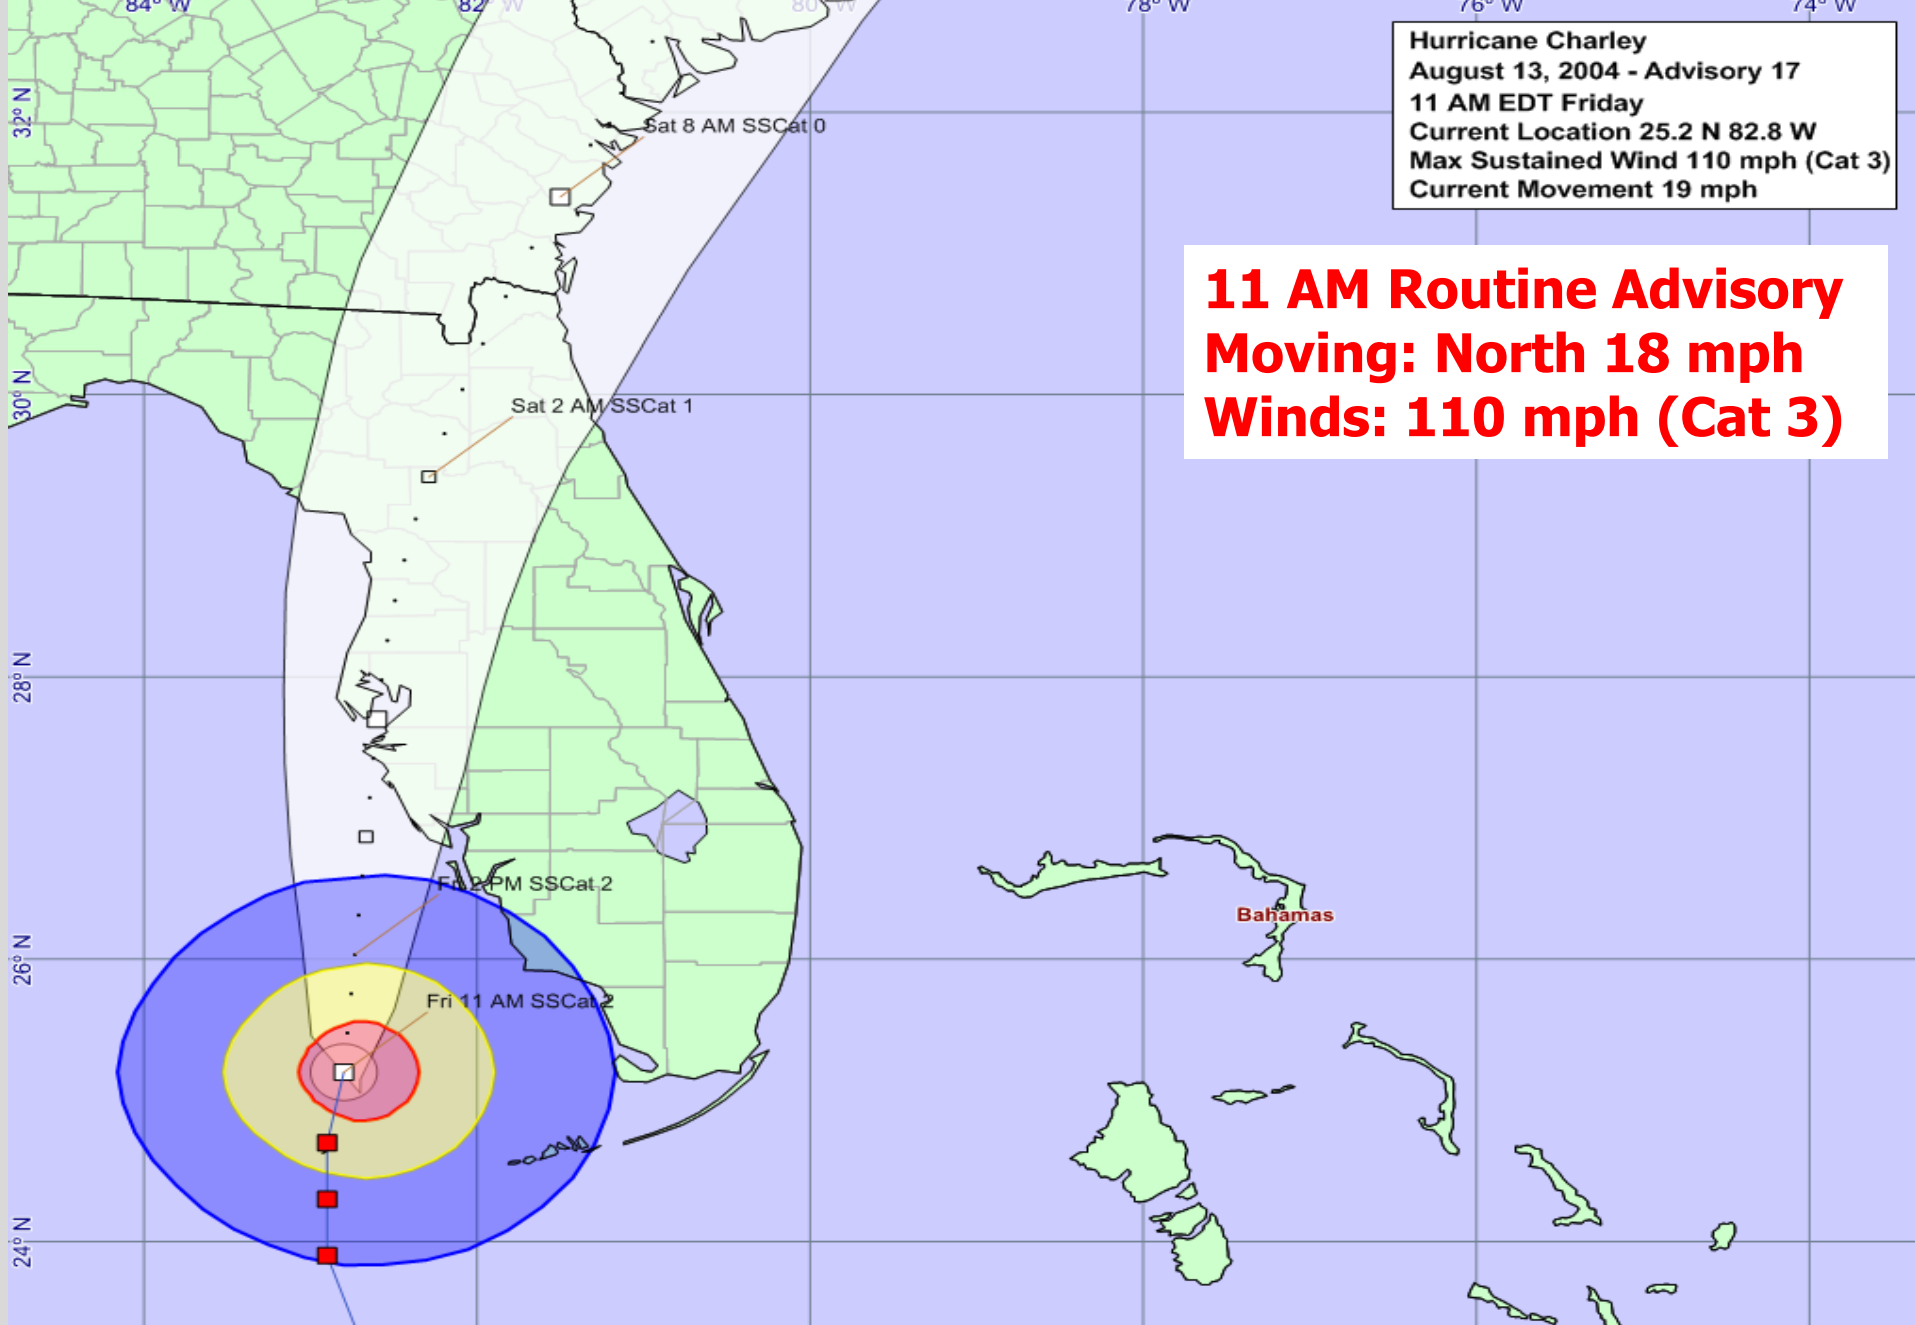 84° W
82° W
80° W
78° W
76° W
74° W
Hurricane Charley
August 13, 2004 - Advisory 17
11 AM EDT Friday
Current Location 25.2 N 82.8 W
Max Sustained Wind 110 mph (Cat 3)
Current Movement 19 mph
32° N
Sat 8 AM SSCat 0
11 AM Routine Advisory
Moving: North 18 mph
Winds: 110 mph (Cat 3)
30° N
Sat 2 AM SSCat 1
28° N
Fri 2 PM SSCat 2
Bahamas
26° N
Fri 11 AM SSCat 2
24° N